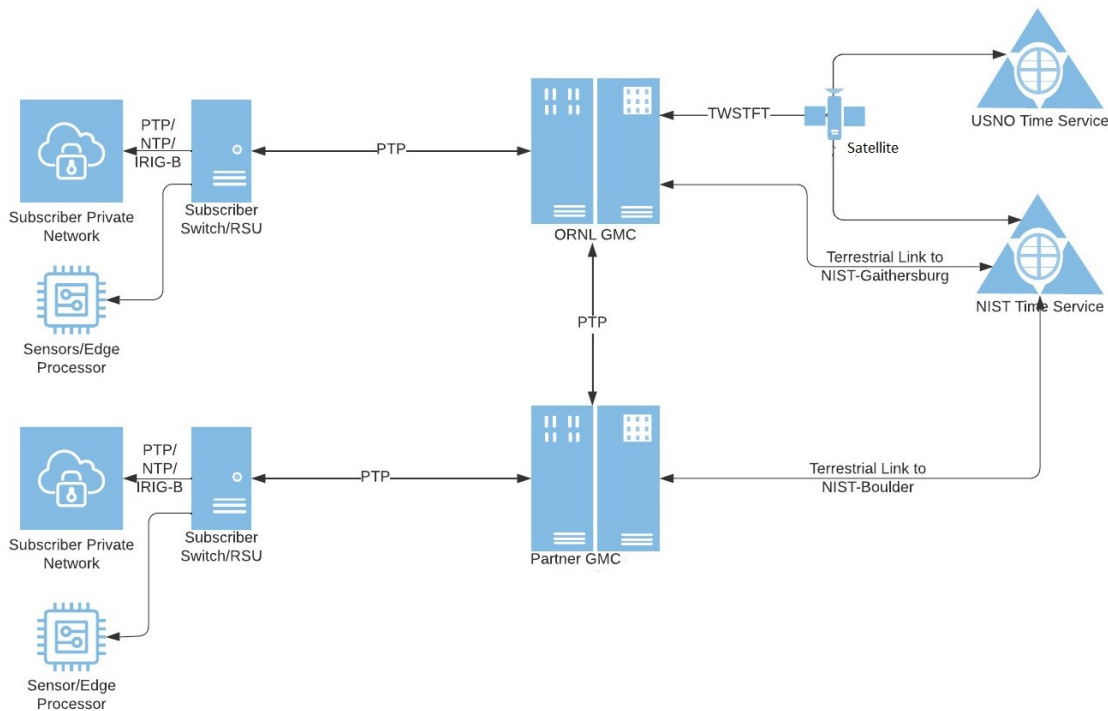 USNO Time Service
TWSTFT
Satellite
PTP/
NTP/
IRIG-B
PTP
Subscriber Private
Network
Subscriber
Switch/RSU
ORNL GMC
Terrestrial Link to
NIST-Gaithersburg
NIST Time Service
PTP
Sensors/Edge
Processor
PTP/
NTP/
IRIG-B
PTP
Terrestrial Link to
NIST-Boulder
Subscriber Private
Network
Subscriber
Switch/RSU
Partner GMC
Sensor/Edge
Processor